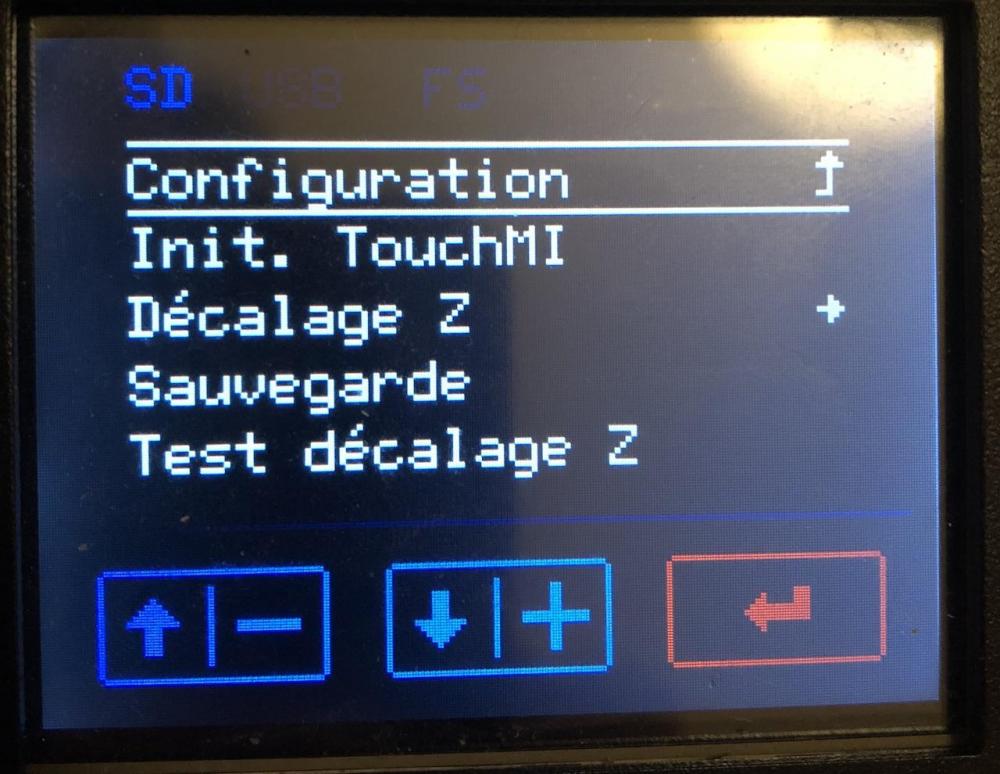 SD USB FS
Configuration
Init. TouchMI
Décalage Z
Sauvegarde
Test décalage Z